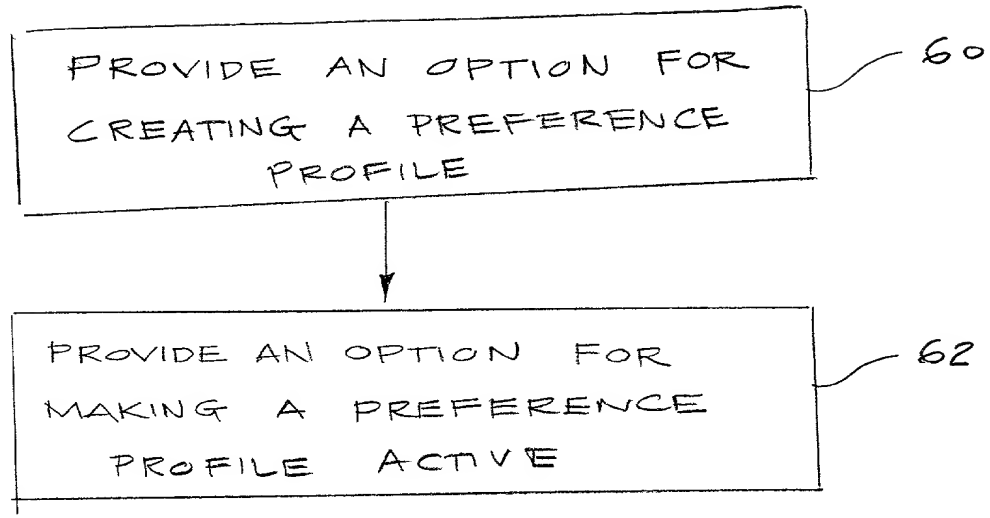 PROVIDE AN OPTION FOR
CREATING A PREFERENCE
PROFILE
60
PROVIDE AN OPTION FOR
MAKING A PREFERENCE
PROFILE ACTIVE
62